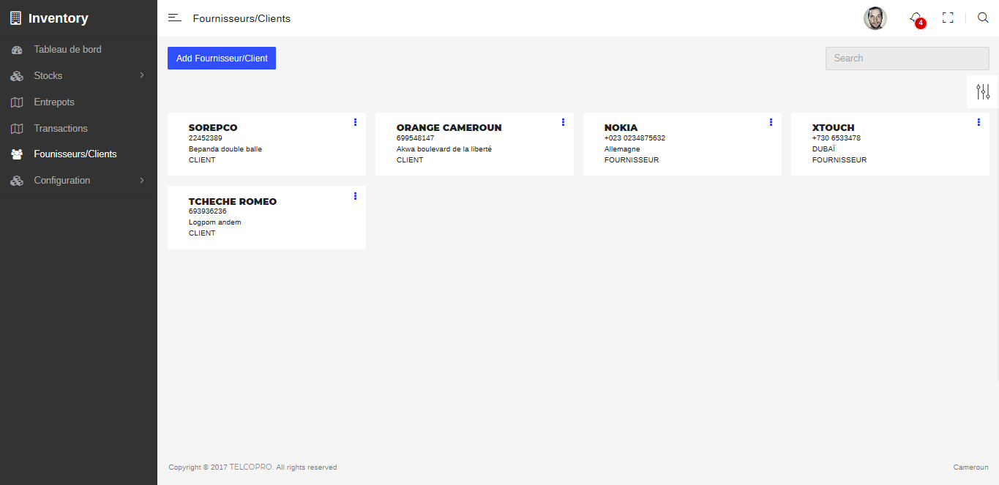 Inventory
Fournisseurs/Clients
4
Tableau de bord
Stocks
Entrepots
Transactions
Founisseurs/Clients
Configuration
Add Fournisseur/Client
Search
SOREPCO
22452389
Bepanda double balle
CLIENT
ORANGE CAMEROUN
699548147
Akwa boulevard de la liberté
CLIENT
NOKIA
+023 0234875632
Allemagne
FOURNISSEUR
XTOUCH
+730 6533478
DUBAÏ
FOURNISSEUR
TCHECHE ROMEO
693936236
Logpom andem
CLIENT
Copyright © 2017 TELCOPRO. All rights reserved
Cameroun